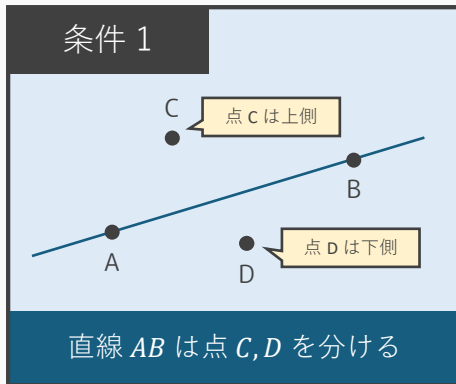 条件 1
C
点 C は上側
B
A
D
点 D は下側
直線 AB は点 C, D を分ける